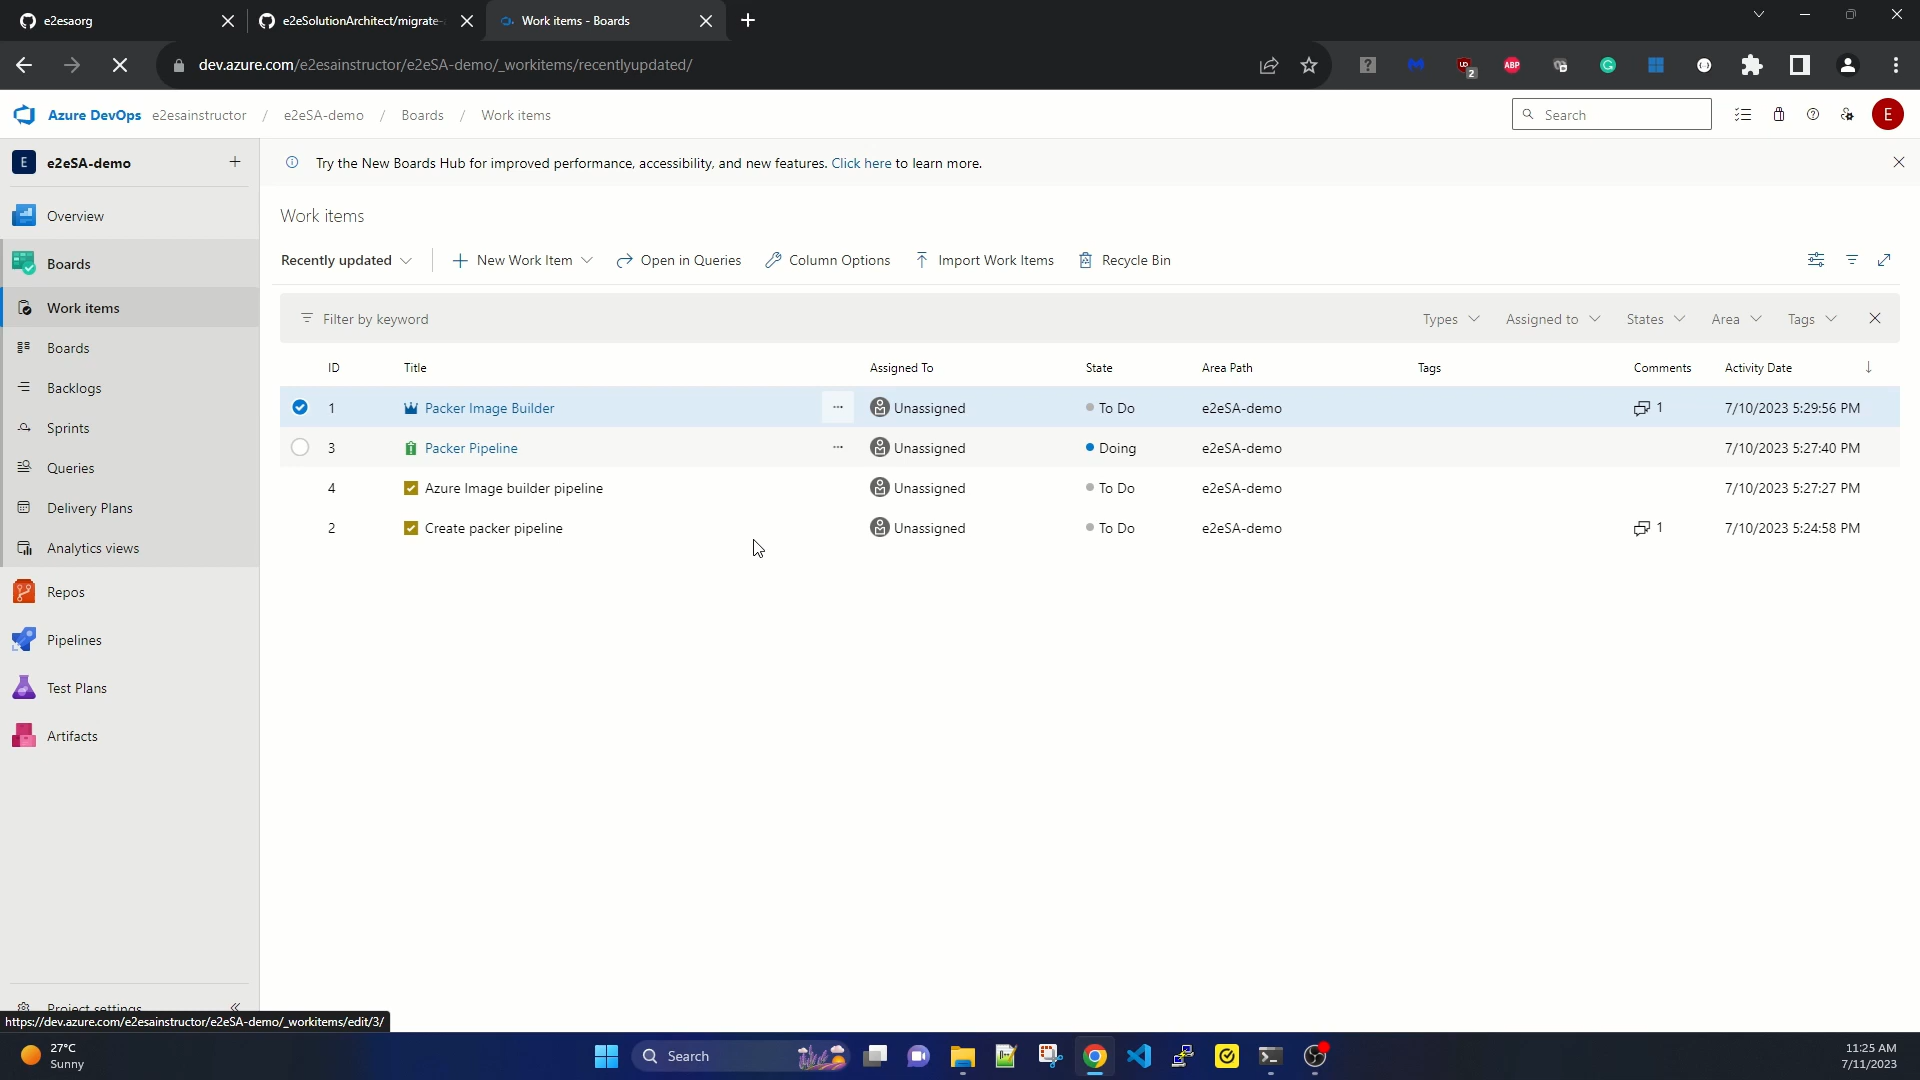 e2esaorg
e2eSolutionArchitect/migrate-
Work items - Boards
dev.azure.com/e2esainstructor/e2eSA-demo/_workitems/recentlyupdated/
Azure DevOps e2esainstructor / e2eSA-demo / Boards / Work items
Search
E e2eSA-demo
Try the New Boards Hub for improved performance, accessibility, and new features. Click here to learn more.
Overview
Boards
Work items
Boards
Backlogs
Sprints
Queries
Delivery Plans
Analytics views
Repos
Pipelines
Test Plans
Artifacts
Project settings
Work items
Recently updated New Work Item Open in Queries Column Options Import Work Items Recycle Bin
Filter by keyword Types Assigned to States Area Tags
ID Title Assigned To State Area Path Tags Comments Activity Date
1 Packer Image Builder Unassigned To Do e2eSA-demo 1 7/10/2023 5:29:56 PM
3 Packer Pipeline Unassigned Doing e2eSA-demo 7/10/2023 5:27:40 PM
4 Azure Image builder pipeline Unassigned To Do e2eSA-demo 7/10/2023 5:27:27 PM
2 Create packer pipeline Unassigned To Do e2eSA-demo 1 7/10/2023 5:24:58 PM
https://dev.azure.com/e2esainstructor/e2eSA-demo/_workitems/edit/3/
27°C
Sunny
Search
11:25 AM
7/11/2023
E
ABP
2